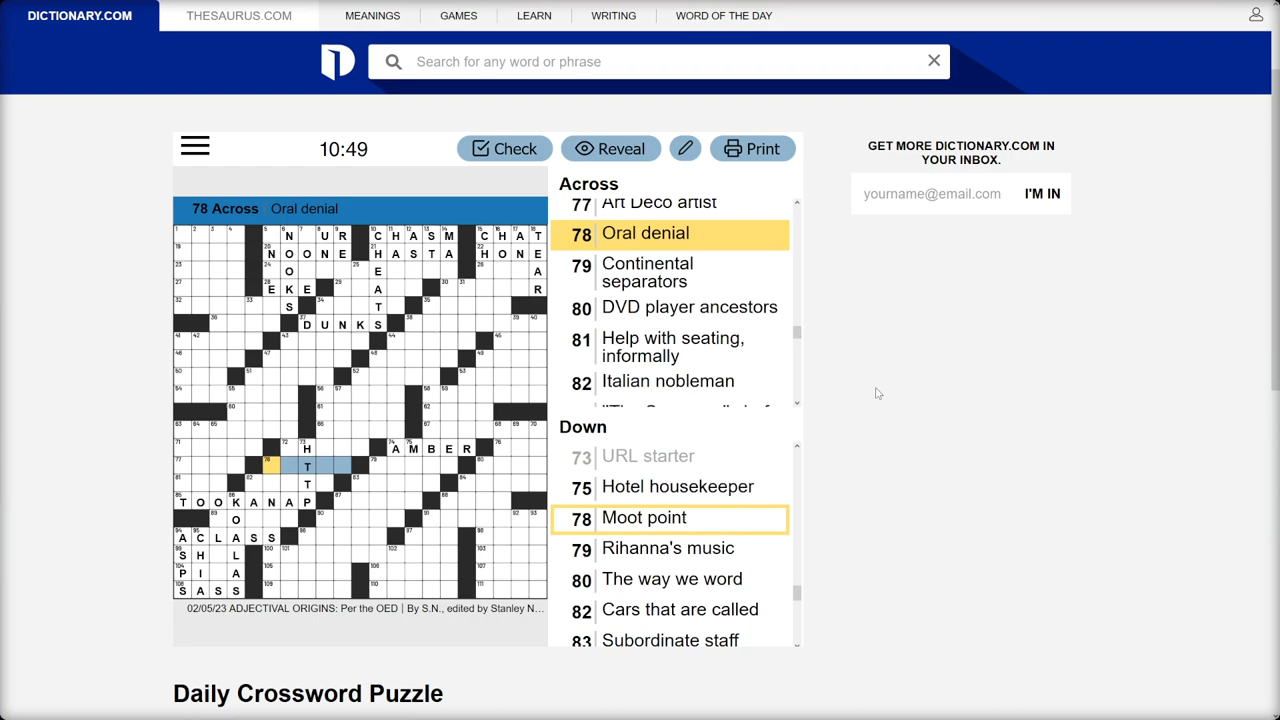 DICTIONARY.COM
THESAURUS.COM
MEANINGS
GAMES
LEARN
WRITING
WORD OF THE DAY
Search for any word or phrase
10:49
Check
Reveal
Print
GET MORE DICTIONARY.COM IN
YOUR INBOX.
yourname@email.com
I'M IN
78 Across Oral denial
N U R C H A S M C H A T
N O O N E H A S T A H O N E
O E A
E K E A R
S T
D U N K S
H A M B E R
T
T
T O O K A N A P
O
A C L A S S
S H L
P I A
S A S S S
02/05/23 ADJECTIVAL ORIGINS: Per the OED | By S.N., edited by Stanley N...
Across
77 Art Deco artist
78 Oral denial
79 Continental
separators
80 DVD player ancestors
81 Help with seating,
informally
82 Italian nobleman
Down
73 URL starter
75 Hotel housekeeper
78 Moot point
79 Rihanna's music
80 The way we word
82 Cars that are called
83 Subordinate staff
Daily Crossword Puzzle